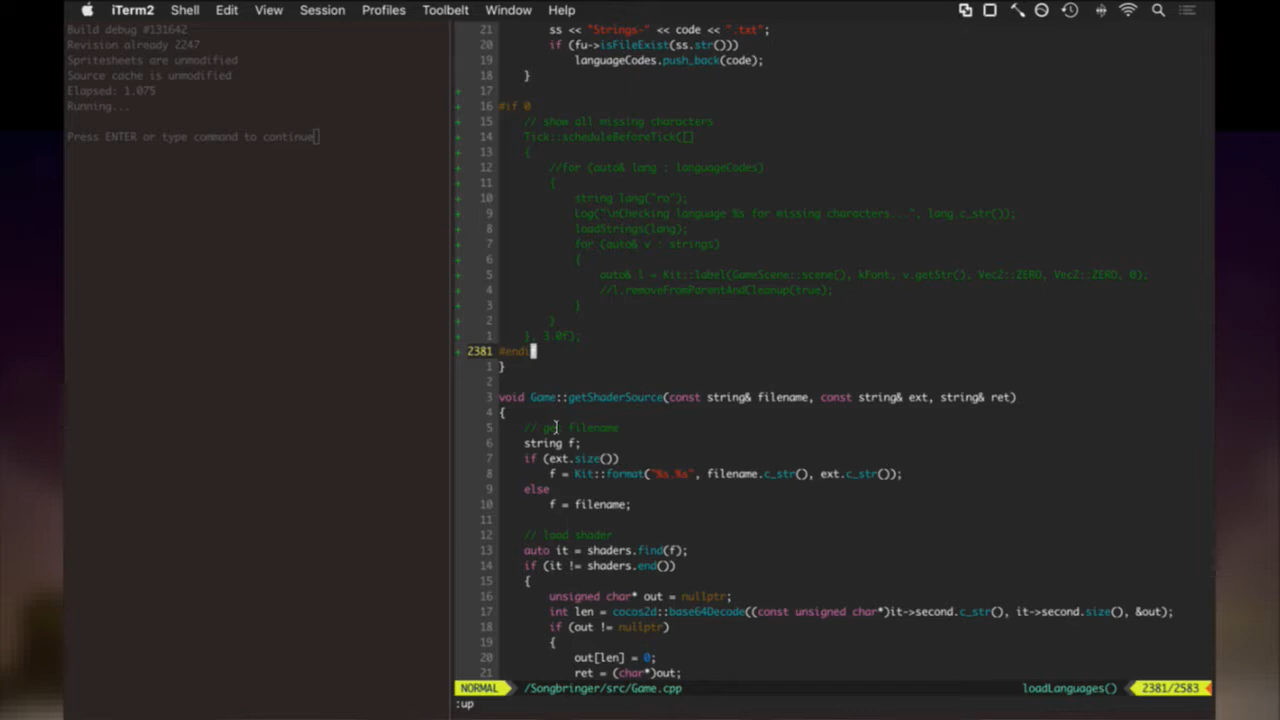 iTerm2 Shell Edit View Session Profiles Toolbelt Window Help
Build debug #131642
Revision already 2247
Spritesheets are unmodified
Source cache is unmodified
Elapsed: 1.075
Running...
Press ENTER or type command to continue
21 ss << "Strings-" << code << ".txt";
20 if (fu->isFileExist(ss.str()))
19 languageCodes.push_back(code);
18 }
+ 17
+ 16 #if 0
+ 15 // show all missing characters
+ 14 Tick::scheduleBeforeTick([]
+ 13 {
+ 12 //for (auto& lang : languageCodes)
+ 11 {
+ 10 string lang("ro");
+ 9 Log("\nChecking language %s for missing characters...", lang.c_str());
+ 8 loadStrings(lang);
+ 7 for (auto& v : strings)
+ 6 {
+ 5 auto& l = Kit::label(GameScene::scene(), kFont, v.getStr(), Vec2::ZERO, Vec2::ZERO, 0);
+ 4 //l.removeFromParentAndCleanup(true);
+ 3 }
+ 2 }
+ 1 }, 3.0f);
+ 2381 #endif
1 }
2
3 void Game::getShaderSource(const string& filename, const string& ext, string& ret)
4 {
5 // get filename
6 string f;
7 if (ext.size())
8 f = Kit::format("%s.%s", filename.c_str(), ext.c_str());
9 else
10 f = filename;
11
12 // load shader
13 auto it = shaders.find(f);
14 if (it != shaders.end())
15 {
16 unsigned char* out = nullptr;
17 int len = cocos2d::base64Decode((const unsigned char*)it->second.c_str(), it->second.size(), &out);
18 if (out != nullptr)
19 {
20 out[len] = 0;
21 ret = (char*)out;
NORMAL /Songbringer/src/Game.cpp loadLanguages() 2381/2583
:up